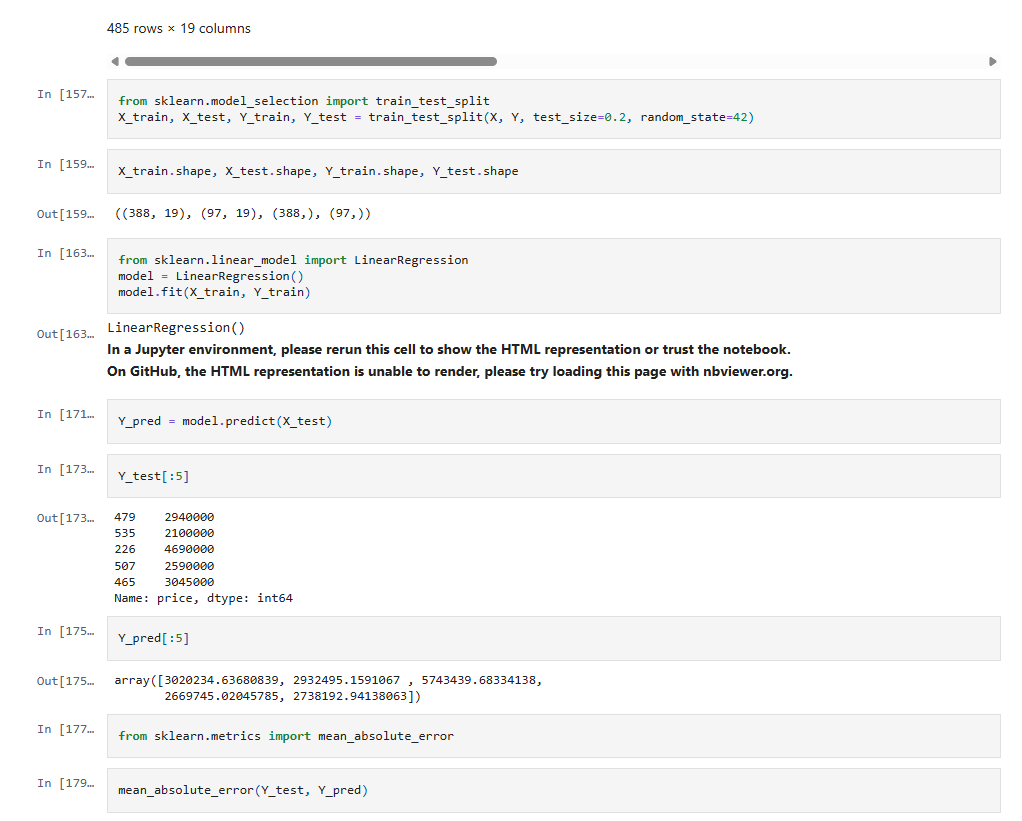 485 rows × 19 columns
In [157…
from sklearn.model_selection import train_test_split
X_train, X_test, Y_train, Y_test = train_test_split(X, Y, test_size=0.2, random_state=42)
In [159…
X_train.shape, X_test.shape, Y_train.shape, Y_test.shape
Out[159…
((388, 19), (97, 19), (388,), (97,))
In [163…
from sklearn.linear_model import LinearRegression
model = LinearRegression()
model.fit(X_train, Y_train)
Out[163…
LinearRegression()
In a Jupyter environment, please rerun this cell to show the HTML representation or trust the notebook.
On GitHub, the HTML representation is unable to render, please try loading this page with nbviewer.org.
In [171…
Y_pred = model.predict(X_test)
In [173…
Y_test[:5]
Out[173…
479    2940000
535    2100000
226    4690000
507    2590000
465    3045000
Name: price, dtype: int64
In [175…
Y_pred[:5]
Out[175…
array([3020234.63680839, 2932495.1591067 , 5743439.68334138,
       2669745.02045785, 2738192.94138063])
In [177…
from sklearn.metrics import mean_absolute_error
In [179…
mean_absolute_error(Y_test, Y_pred)